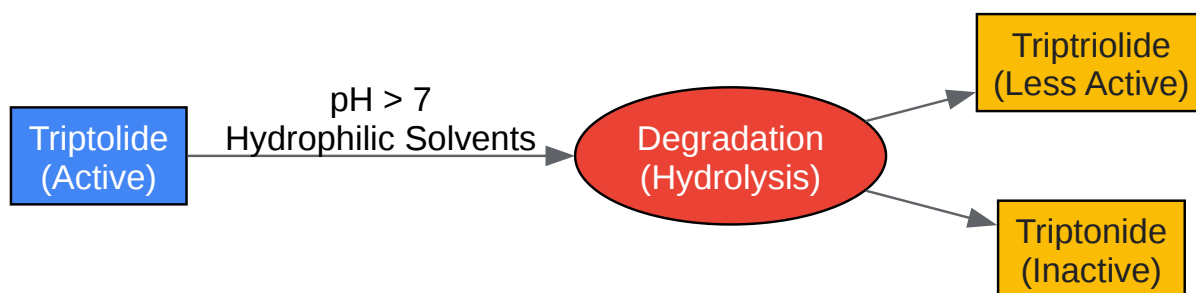 Triptolide
(Active)
pH > 7
Hydrophilic Solvents
Degradation
(Hydrolysis)
Triptriolide
(Less Active)
Triptonide
(Inactive)